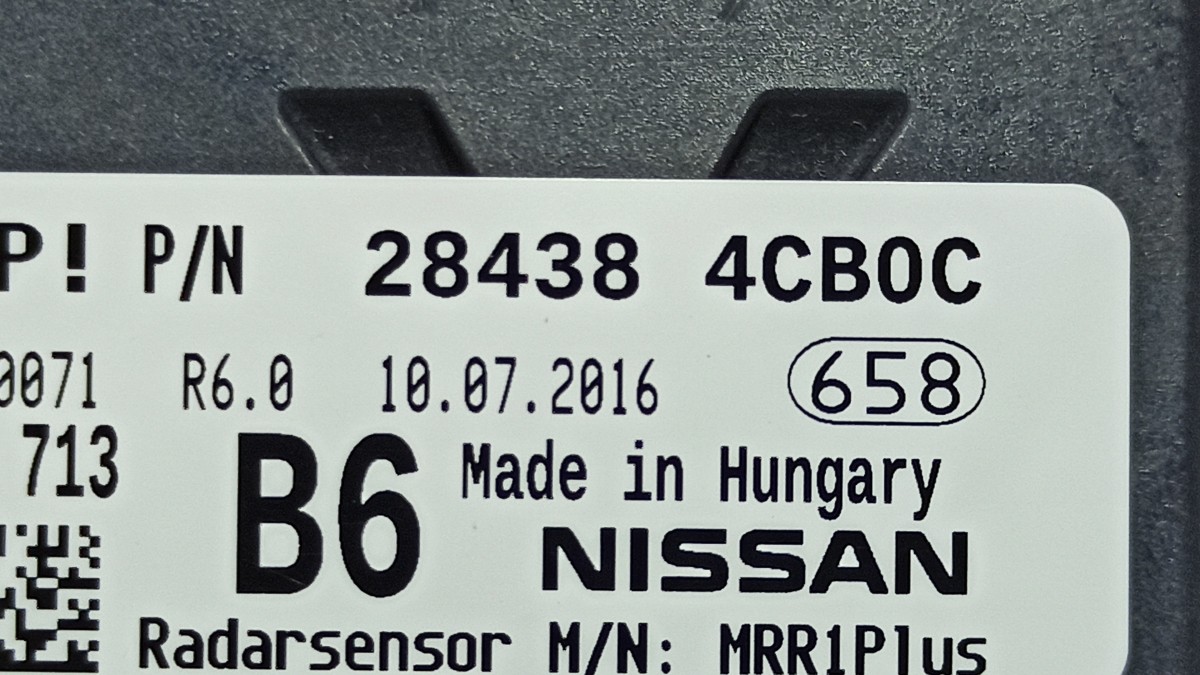 P! P/N 28438 4CB0C
0071 R6.0 10.07.2016 658
713
B6 Made in Hungary
NISSAN
Radarsensor M/N: MRR1Plus